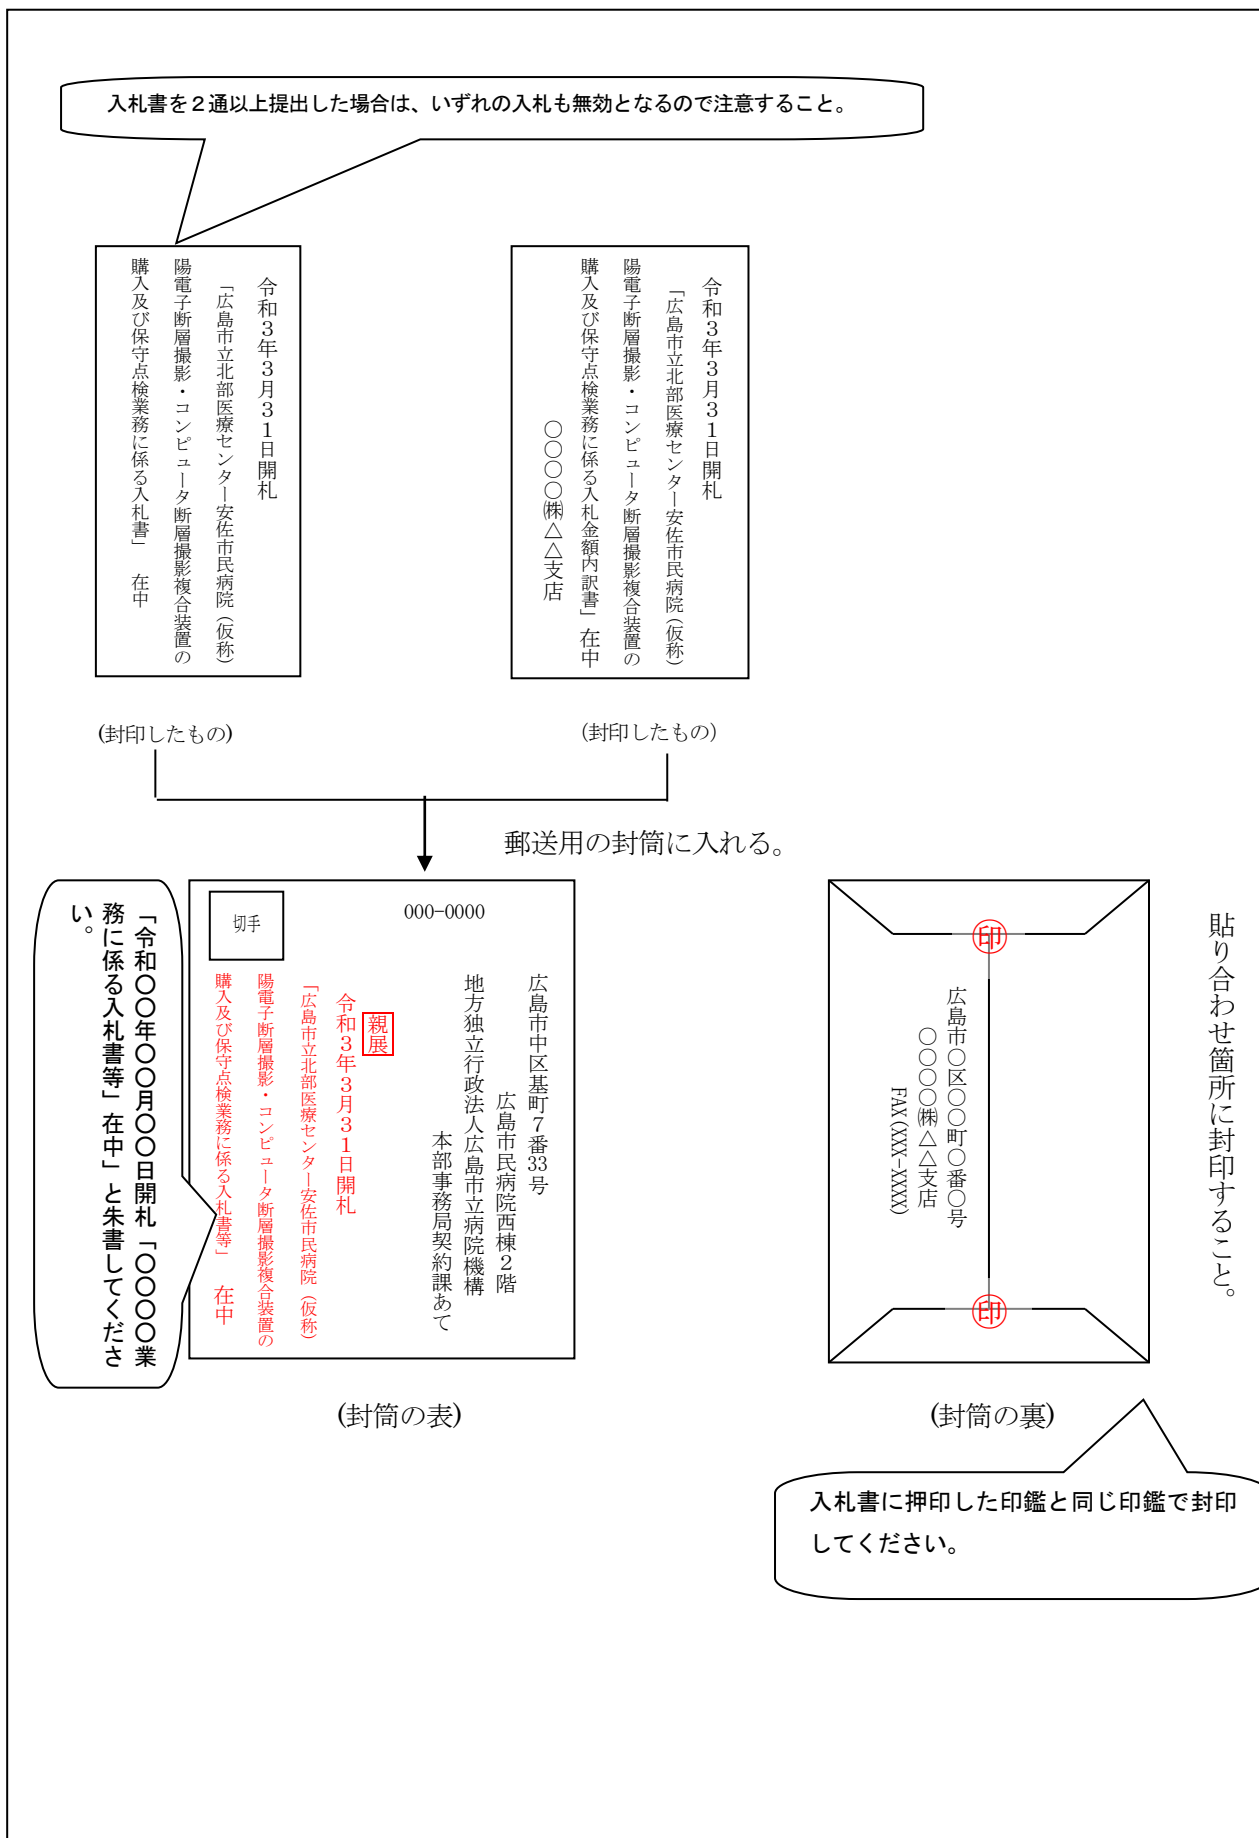 入札書を２通以上提出した場合は、いずれの入札も無効となるので注意すること。
令和３年３月３１日開札
「広島市立北部医療センター安佐市民病院（仮称）
陽電子断層撮影・コンピュータ断層撮影複合装置の
購入及び保守点検業務に係る入札書」　在中
令和３年３月３１日開札
「広島市立北部医療センター安佐市民病院（仮称）
陽電子断層撮影・コンピュータ断層撮影複合装置の
購入及び保守点検業務に係る入札金額内訳書」在中
〇〇〇〇㈱△△支店
(封印したもの)
(封印したもの)
郵送用の封筒に入れる。
「令和〇〇年〇〇月〇〇日開札「〇〇〇〇業
務に係る入札書等」在中」と朱書してくださ
い。
切手
000-0000
広島市中区基町７番33号
広島市民病院西棟２階
地方独立行政法人広島市立病院機構
本部事務局契約課あて
親展
令和３年３月３１日開札
「広島市立北部医療センター安佐市民病院（仮称）
陽電子断層撮影・コンピュータ断層撮影複合装置の
購入及び保守点検業務に係る入札書等」　在中
(封筒の表)
貼り合わせ箇所に封印すること。
印
広島市〇区〇〇町〇番〇号
〇〇〇〇㈱△△支店
FAX(XXX-XXXX)
印
(封筒の裏)
入札書に押印した印鑑と同じ印鑑で封印
してください。